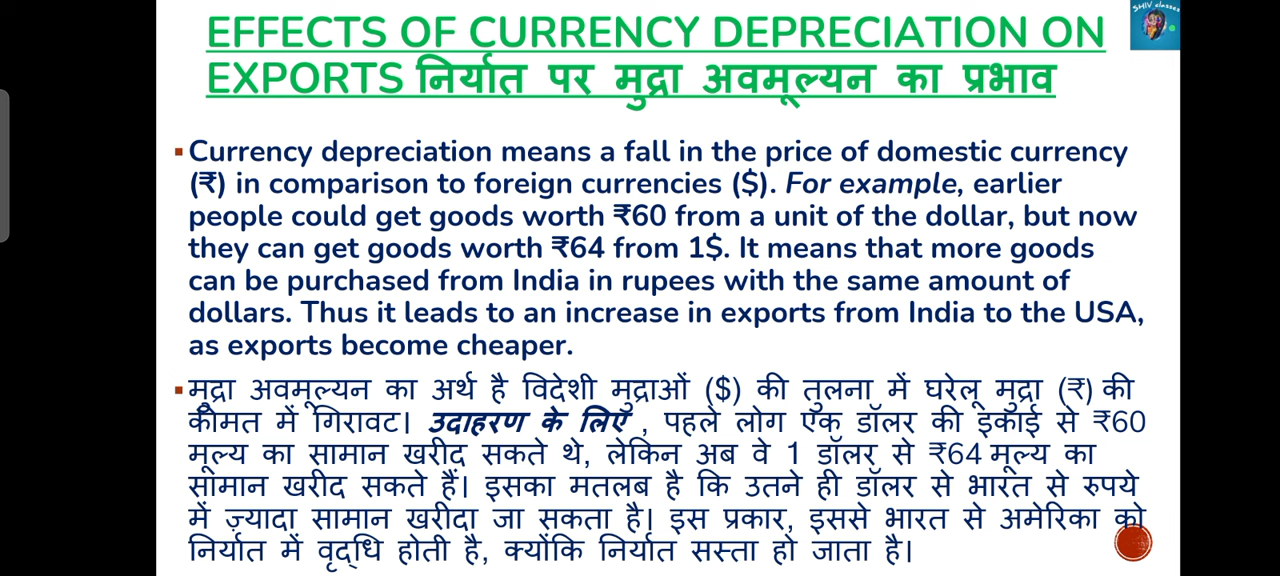 SHIV classes
EFFECTS OF CURRENCY DEPRECIATION ON
EXPORTS निर्यात पर मुद्रा अवमूल्यन का प्रभाव
▪Currency depreciation means a fall in the price of domestic currency
(₹) in comparison to foreign currencies ($). For example, earlier
people could get goods worth ₹60 from a unit of the dollar, but now
they can get goods worth ₹64 from 1$. It means that more goods
can be purchased from India in rupees with the same amount of
dollars. Thus it leads to an increase in exports from India to the USA,
as exports become cheaper.
▪मुद्रा अवमूल्यन का अर्थ है विदेशी मुद्राओं ($) की तुलना में घरेलू मुद्रा (₹) की
कीमत में गिरावट। उदाहरण के लिए , पहले लोग एक डॉलर की इकाई से ₹60
मूल्य का सामान खरीद सकते थे, लेकिन अब वे 1 डॉलर से ₹64 मूल्य का
सामान खरीद सकते हैं। इसका मतलब है कि उतने ही डॉलर से भारत से रुपये
में ज़्यादा सामान खरीदा जा सकता है। इस प्रकार, इससे भारत से अमेरिका को
निर्यात में वृद्धि होती है, क्योंकि निर्यात सस्ता हो जाता है।